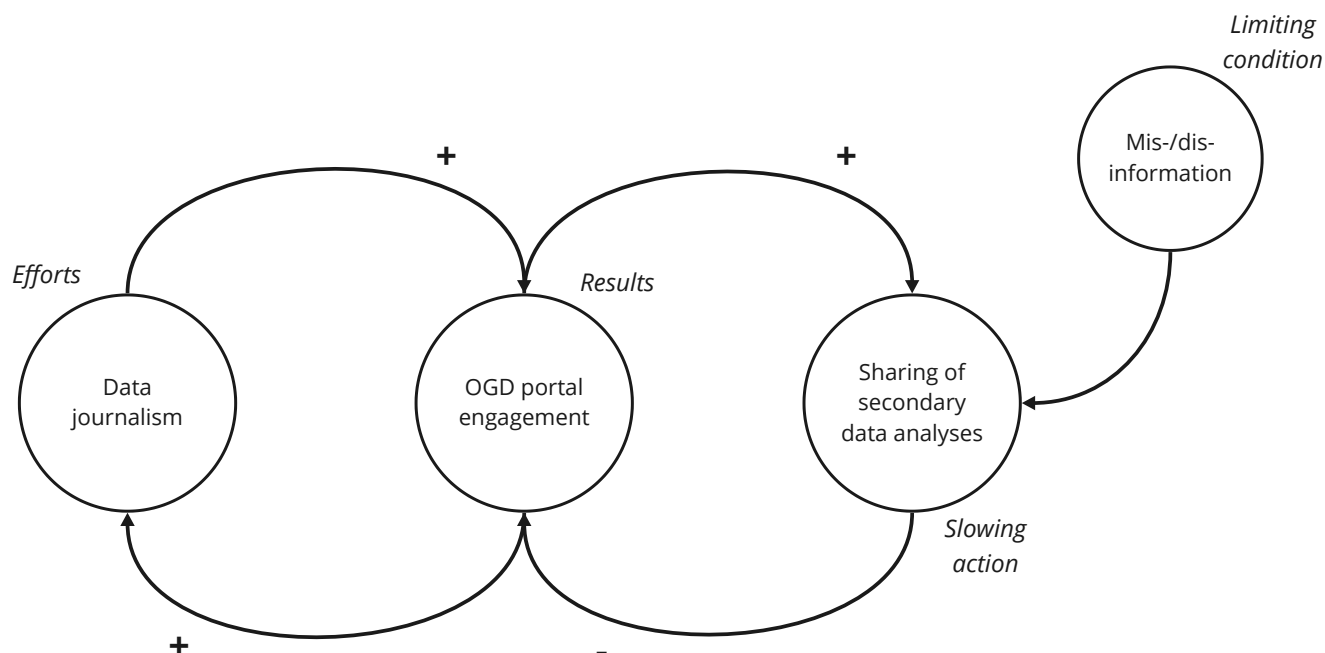 Limiting
condition
Mis-/dis-
information
+
+
Efforts
Results
Data
journalism
OGD portal
engagement
Sharing of
secondary
data analyses
Slowing
action
+
-